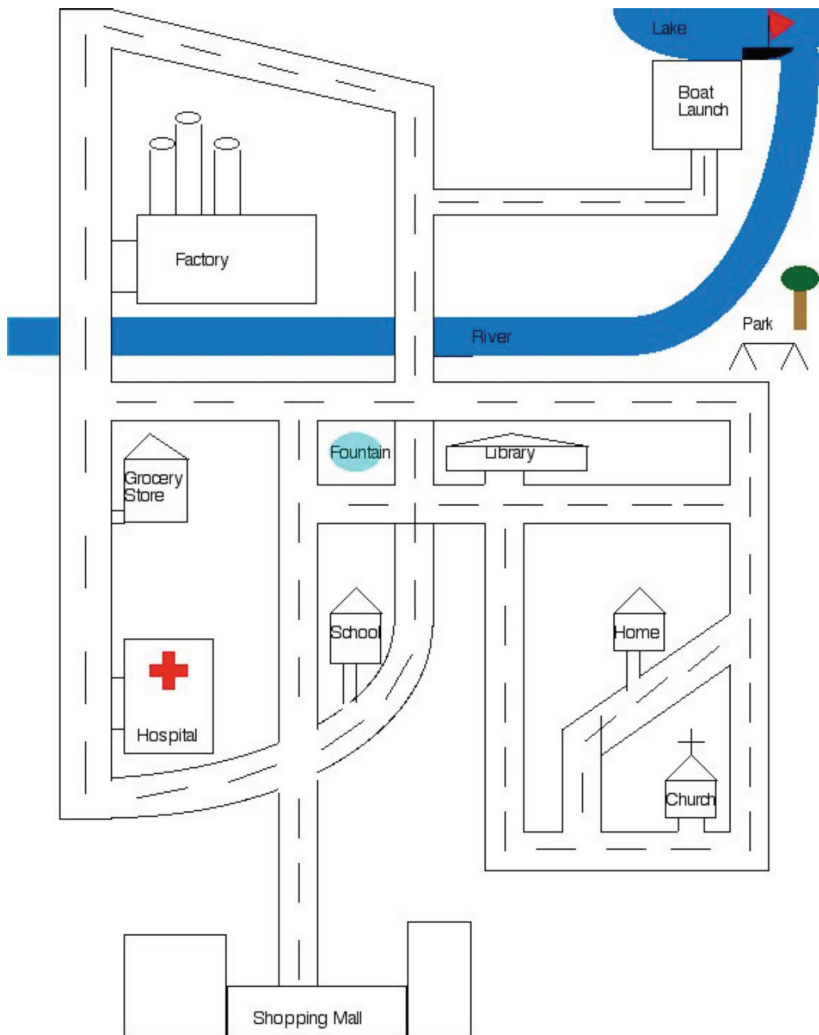 Lake
Boat
Launch
Factory
Park
River
Fountain
Library
Grocery
Store
School
Home
Hospital
Church
Shopping Mall